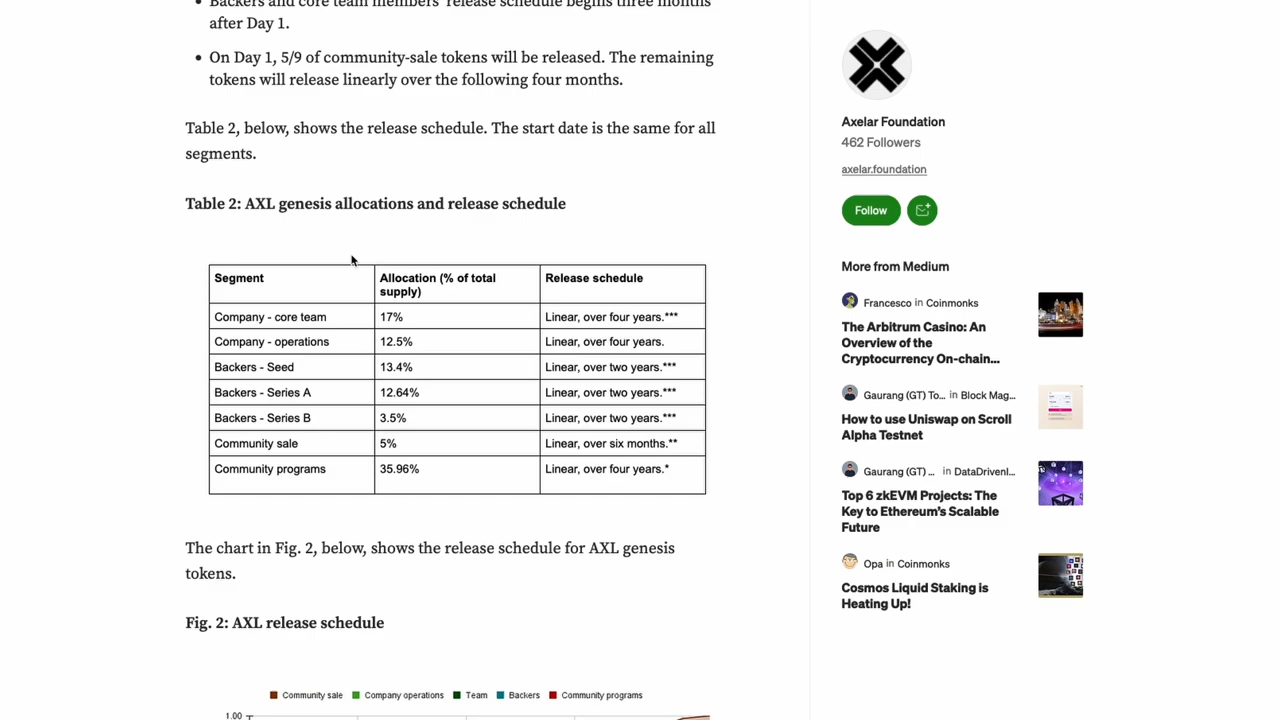 • Backers and core team members' release schedule begins three months
after Day 1.
• On Day 1, 5/9 of community-sale tokens will be released. The remaining
tokens will release linearly over the following four months.
Table 2, below, shows the release schedule. The start date is the same for all
segments.
Table 2: AXL genesis allocations and release schedule
Segment Allocation (% of total supply) Release schedule
Company - core team 17% Linear, over four years.***
Company - operations 12.5% Linear, over four years.
Backers - Seed 13.4% Linear, over two years.***
Backers - Series A 12.64% Linear, over two years.***
Backers - Series B 3.5% Linear, over two years.***
Community sale 5% Linear, over six months.**
Community programs 35.96% Linear, over four years.*
The chart in Fig. 2, below, shows the release schedule for AXL genesis
tokens.
Fig. 2: AXL release schedule
Community sale Company operations Team Backers Community programs
1.00
Axelar Foundation
462 Followers
axelar.foundation
Follow
More from Medium
Francesco in Coinmonks
The Arbitrum Casino: An
Overview of the
Cryptocurrency On-chain...
Gaurang (GT) To... in Block Mag...
How to use Uniswap on Scroll
Alpha Testnet
Gaurang (GT) ... in DataDrivenI...
Top 6 zkEVM Projects: The
Key to Ethereum's Scalable
Future
Opa in Coinmonks
Cosmos Liquid Staking is
Heating Up!